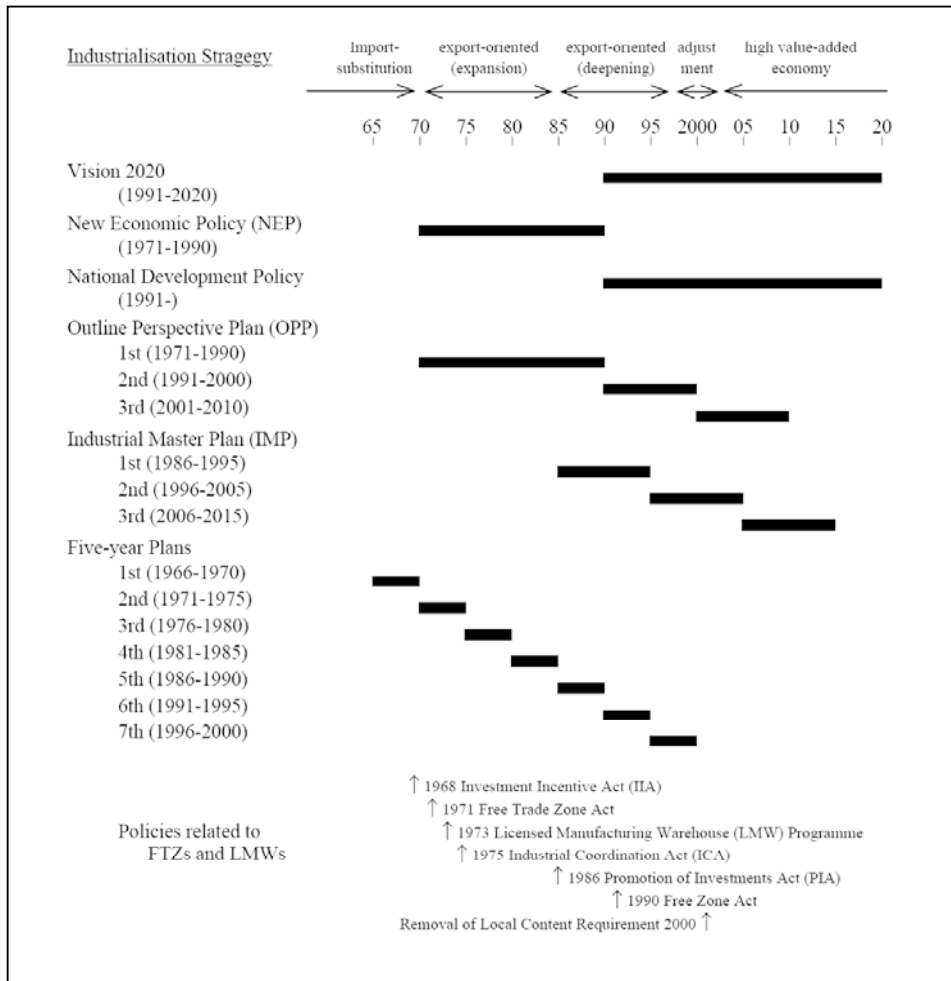 Industrialisation Stragegy
Import-substitution
export-oriented (expansion)
export-oriented (deepening)
adjust ment
high value-added economy
65 70 75 80 85 90 95 2000 05 10 15 20
Vision 2020
(1991-2020)
New Economic Policy (NEP)
(1971-1990)
National Development Policy
(1991-)
Outline Perspective Plan (OPP)
1st (1971-1990)
2nd (1991-2000)
3rd (2001-2010)
Industrial Master Plan (IMP)
1st (1986-1995)
2nd (1996-2005)
3rd (2006-2015)
Five-year Plans
1st (1966-1970)
2nd (1971-1975)
3rd (1976-1980)
4th (1981-1985)
5th (1986-1990)
6th (1991-1995)
7th (1996-2000)
Policies related to
FTZs and LMWs
↑ 1968 Investment Incentive Act (IIA)
↑ 1971 Free Trade Zone Act
↑ 1973 Licensed Manufacturing Warehouse (LMW) Programme
↑ 1975 Industrial Coordination Act (ICA)
↑ 1986 Promotion of Investments Act (PIA)
↑ 1990 Free Zone Act
Removal of Local Content Requirement 2000 ↑